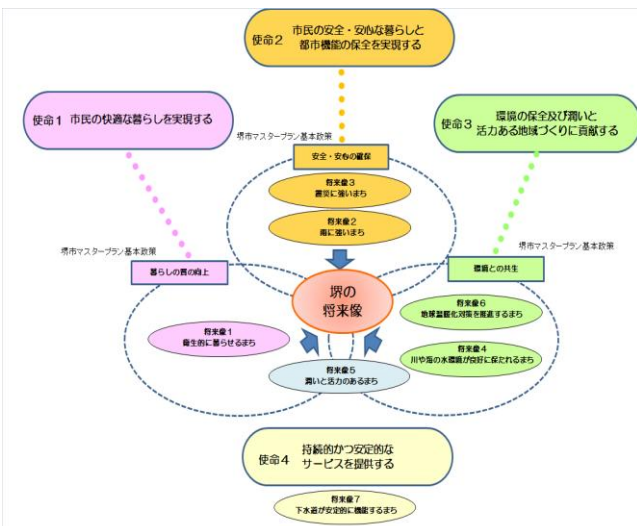 使命2
市民の安全・安心な暮らしと
都市機能の保全を実現する
使命1 市民の快適な暮らしを実現する
使命3
環境の保全及び潤いと
活力ある地域づくりに貢献する
堺市マスタープラン基本政策
安全・安心の確保
将来像3
震災に強いまち
将来像2
雨に強いまち
堺市マスタープラン基本政策
暮らしの質の向上
堺市マスタープラン基本政策
環境との共生
堺の
将来像
将来像1
衛生的に暮らせるまち
将来像6
地球温暖化対策を推進するまち
将来像4
川や海の水環境が良好に保たれるまち
将来像5
潤いと活力のあるまち
使命4
持続的かつ安定的な
サービスを提供する
将来像7
下水道が安定的に機能するまち